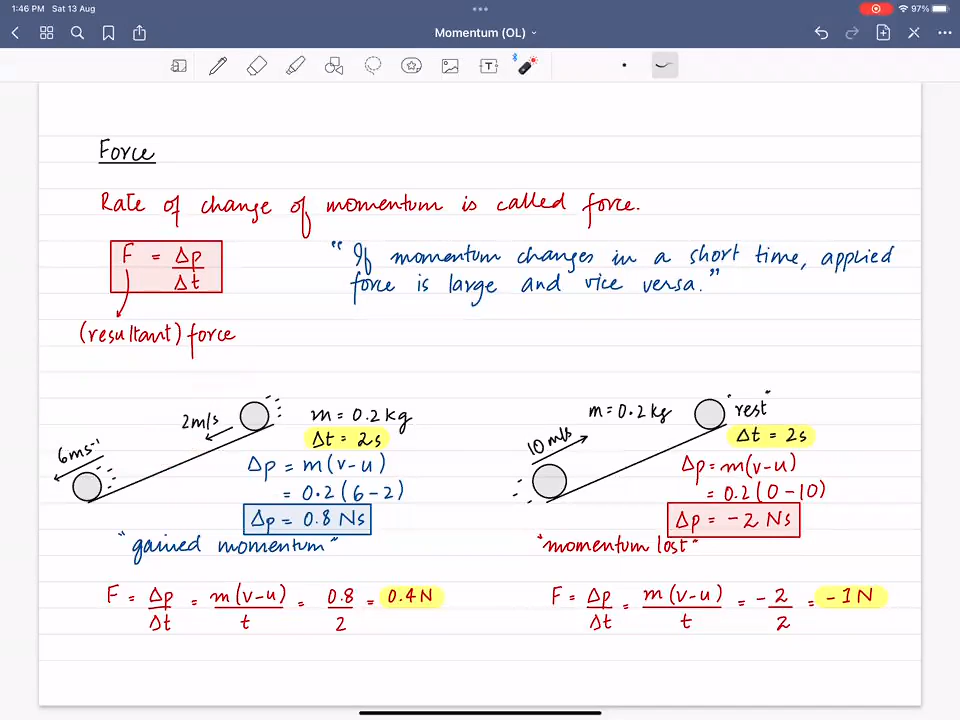 1:46 PM Sat 13 Aug
97%
Momentum (OL)
T
Force
Rate of change of momentum is called force.
F = Δp/Δt
"If momentum changes in a short time, applied
force is large and vice versa."
(resultant) force
2m/s
6ms⁻¹
m = 0.2 kg
Δt = 2s
Δp = m(v-u)
= 0.2(6-2)
Δp = 0.8 Ns
"gained momentum"
F = Δp/Δt = m(v-u)/t = 0.8/2 = 0.4N
10 m/s
m = 0.2 kg
"rest"
Δt = 2s
Δp = m(v-u)
= 0.2(0-10)
Δp = -2 Ns
"momentum lost"
F = Δp/Δt = m(v-u)/t = -2/2 = -1N